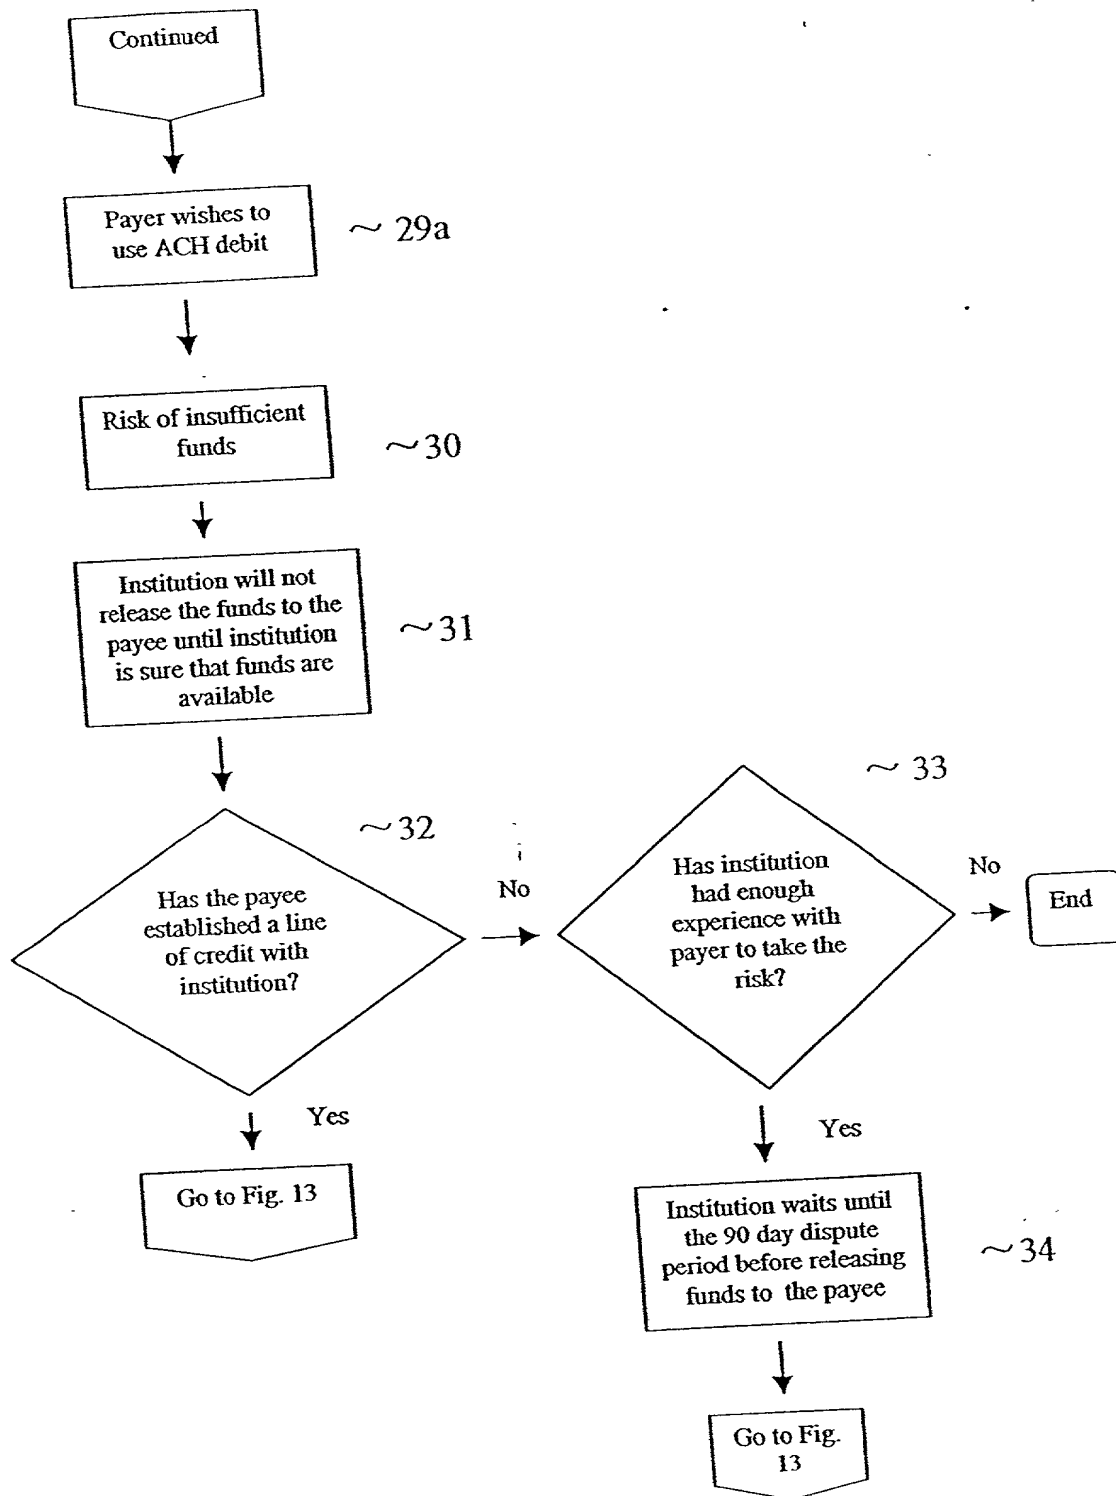 Continued
Payer wishes to
use ACH debit
~ 29a
Risk of insufficient
funds
~30
Institution will not
release the funds to the
payee until institution
is sure that funds are
available
~31
~32
Has the payee
established a line
of credit with
institution?
No
~ 33
Has institution
had enough
experience with
payer to take the
risk?
No
End
Yes
Go to Fig. 13
Yes
Institution waits until
the 90 day dispute
period before releasing
funds to the payee
~34
Go to Fig.
13